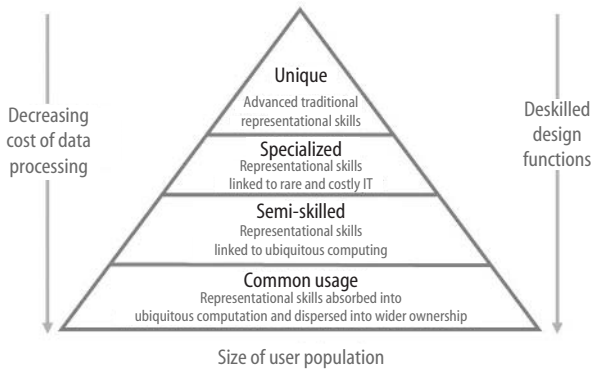 Unique
Advanced traditional
representational skills
Decreasing
cost of data
processing
Deskilled
design
functions
Specialized
Representational skills
linked to rare and costly IT
Semi-skilled
Representational skills
linked to ubiquitous computing
Common usage
Representational skills absorbed into
ubiquitous computation and dispersed into wider ownership
Size of user population